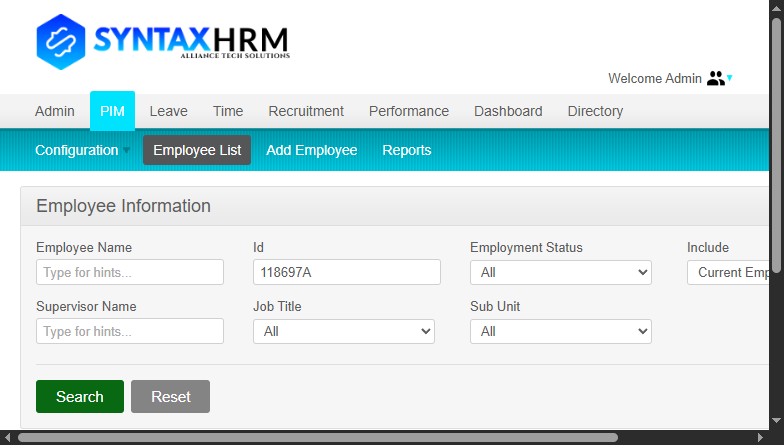 SYNTAXHRM
ALLIANCE TECH SOLUTIONS
Welcome Admin
Admin PIM Leave Time Recruitment Performance Dashboard Directory
Configuration Employee List Add Employee Reports
Employee Information
Employee Name Id Employment Status Include
Type for hints... 118697A All Current Emp
Supervisor Name Job Title Sub Unit
Type for hints... All All
Search Reset